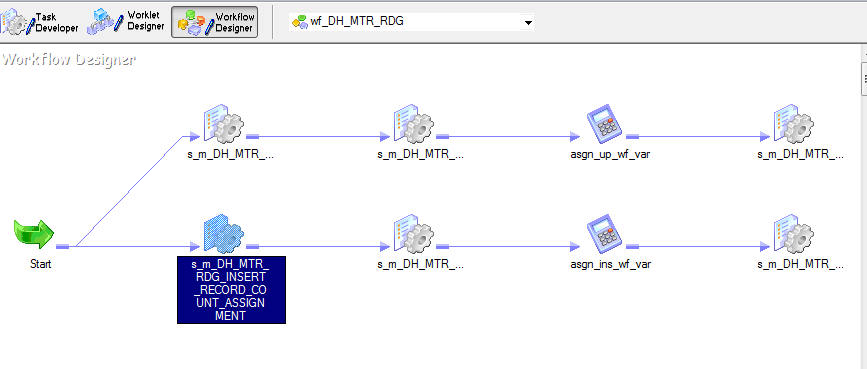 Task Developer
Worklet Designer
Workflow Designer
wf_DH_MTR_RDG
Workflow Designer
s_m_DH_MTR_...
s_m_DH_MTR_...
asgn_up_wf_var
s_m_DH_MTR_...
Start
s_m_DH_MTR_
RDG_INSERT
_RECORD_CO
UNT_ASSIGN
MENT
s_m_DH_MTR_...
asgn_ins_wf_var
s_m_DH_MTR_...